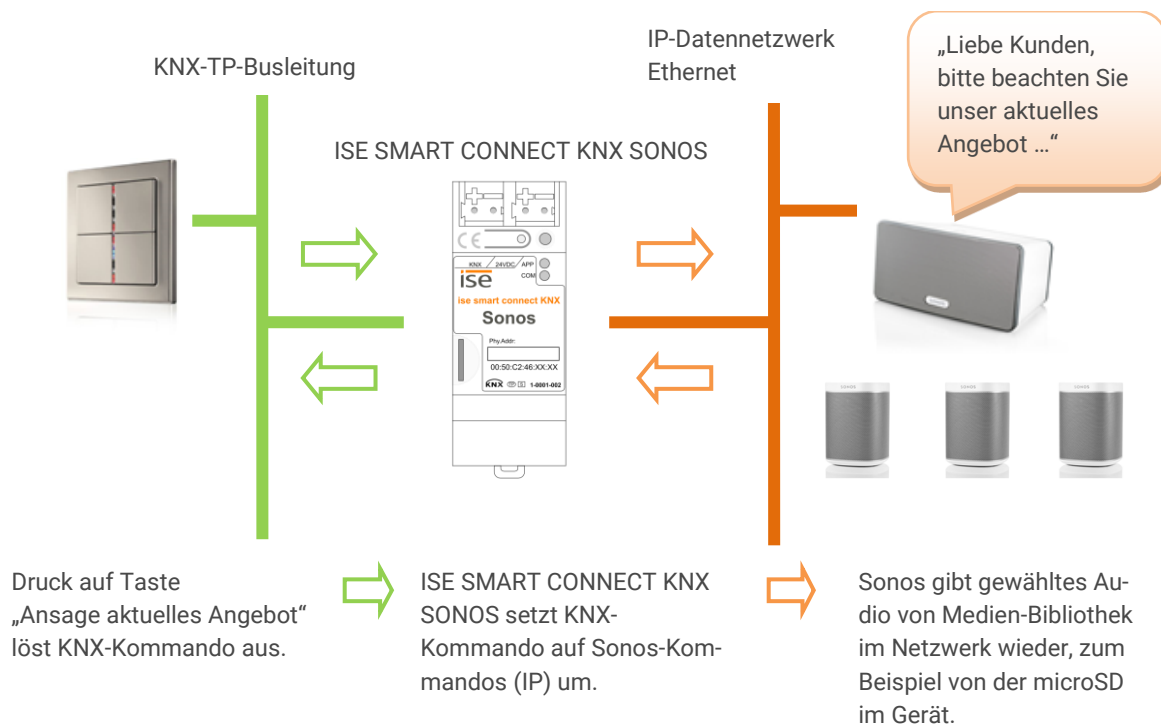 KNX-TP-Busleitung
IP-Datennetzwerk
Ethernet
„Liebe Kunden,
bitte beachten Sie
unser aktuelles
Angebot …“
ISE SMART CONNECT KNX SONOS
CE
KNX / 24VDC / APP
COM
ise
ise smart connect KNX
Sonos
Phy.Addr:
00:50:C2:46:XX:XX
KNX 1-0001-002
SONOS
SONOS
SONOS
SONOS
Druck auf Taste
„Ansage aktuelles Angebot“
löst KNX-Kommando aus.
ISE SMART CONNECT KNX
SONOS setzt KNX-
Kommando auf Sonos-Kom-
mandos (IP) um.
Sonos gibt gewähltes Au-
dio von Medien-Bibliothek
im Netzwerk wieder, zum
Beispiel von der microSD
im Gerät.